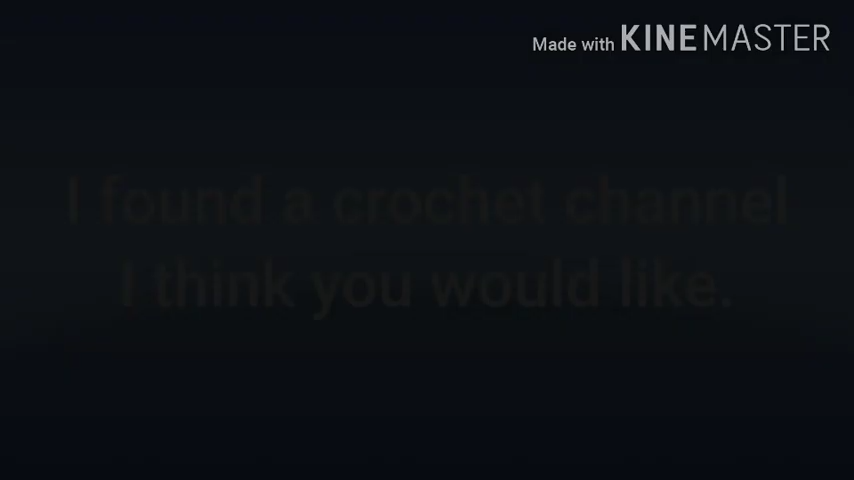 Made with KINEMASTER
I found a crochet channel
I think you would like.